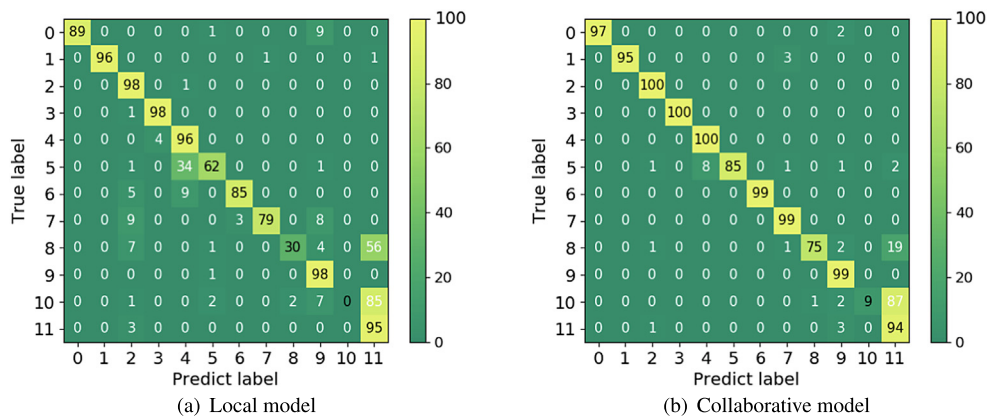 0 89 0 0 0 0 1 0 0 0 9 0 0
1 0 96 0 0 0 0 0 1 0 0 0 1
2 0 0 98 0 1 0 0 0 0 0 0 0
3 0 0 1 98 0 0 0 0 0 0 0 0
4 0 0 0 4 96 0 0 0 0 0 0 0
5 0 0 1 0 34 62 0 0 0 1 0 0
6 0 0 5 0 9 0 85 0 0 0 0 0
7 0 0 9 0 0 0 3 79 0 8 0 0
8 0 0 7 0 0 1 0 0 30 4 0 56
9 0 0 0 0 0 1 0 0 0 98 0 0
10 0 0 1 0 0 2 0 0 2 7 0 85
11 0 0 3 0 0 0 0 0 0 0 0 95
0 1 2 3 4 5 6 7 8 9 10 11
True label
Predict label
100
80
60
40
20
0
(a) Local model
0 97 0 0 0 0 0 0 0 0 2 0 0
1 0 95 0 0 0 0 0 3 0 0 0 0
2 0 0 100 0 0 0 0 0 0 0 0 0
3 0 0 0 100 0 0 0 0 0 0 0 0
4 0 0 0 0 100 0 0 0 0 0 0 0
5 0 0 1 0 8 85 0 1 0 1 0 2
6 0 0 0 0 0 0 99 0 0 0 0 0
7 0 0 0 0 0 0 0 99 0 0 0 0
8 0 0 1 0 0 0 0 1 75 2 0 19
9 0 0 0 0 0 0 0 0 0 99 0 0
10 0 0 0 0 0 0 0 0 1 2 9 87
11 0 0 1 0 0 0 0 0 0 3 0 94
0 1 2 3 4 5 6 7 8 9 10 11
True label
Predict label
100
80
60
40
20
0
(b) Collaborative model